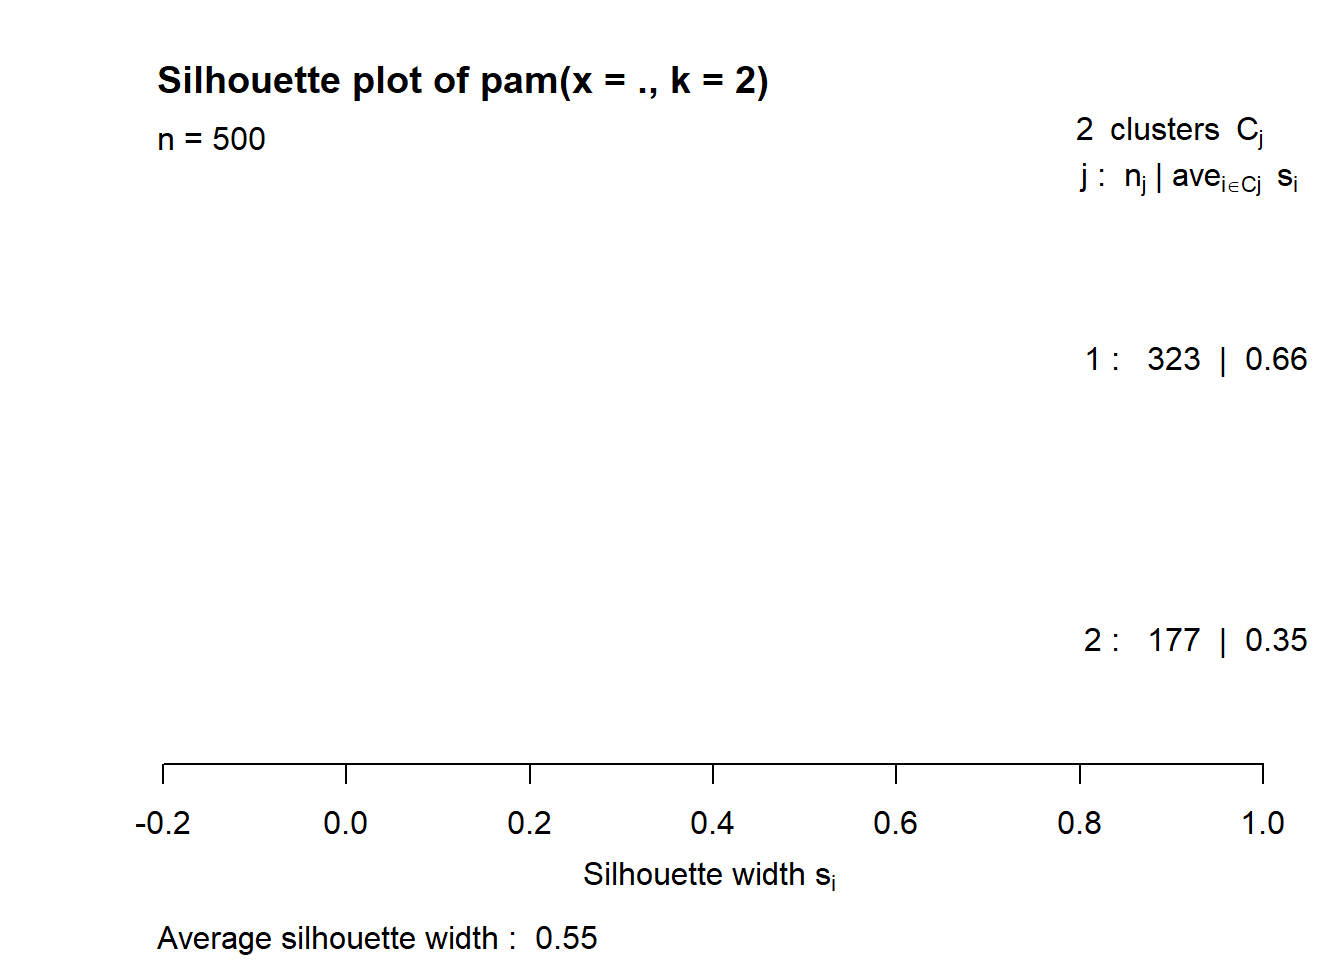 Silhouette plot of pam(x = ., k = 2)
n = 500
2 clusters Cj
j : nj | avei∈Cj si
1 : 323 | 0.66
2 : 177 | 0.35
-0.2 0.0 0.2 0.4 0.6 0.8 1.0
Silhouette width si
Average silhouette width : 0.55